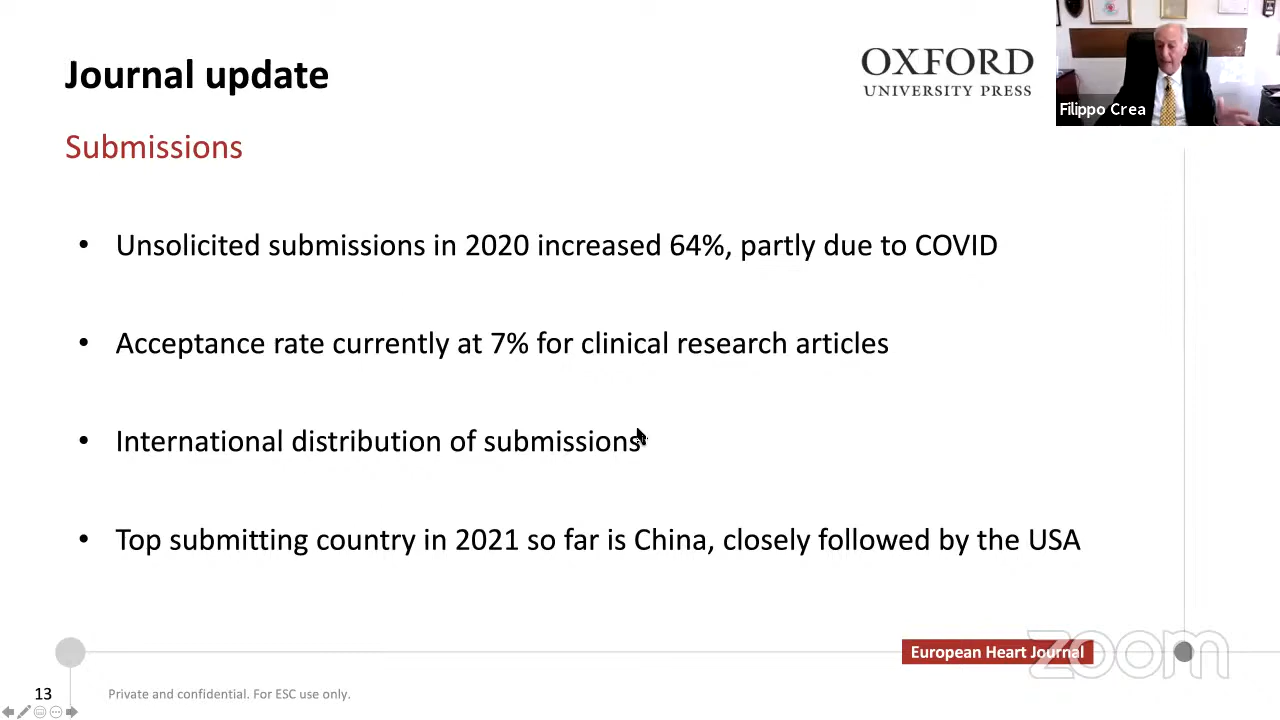 Journal update
OXFORD
UNIVERSITY PRESS
Filippo Crea
Submissions
• Unsolicited submissions in 2020 increased 64%, partly due to COVID
• Acceptance rate currently at 7% for clinical research articles
• International distribution of submissions
• Top submitting country in 2021 so far is China, closely followed by the USA
European Heart Journal
zoom
13
Private and confidential. For ESC use only.